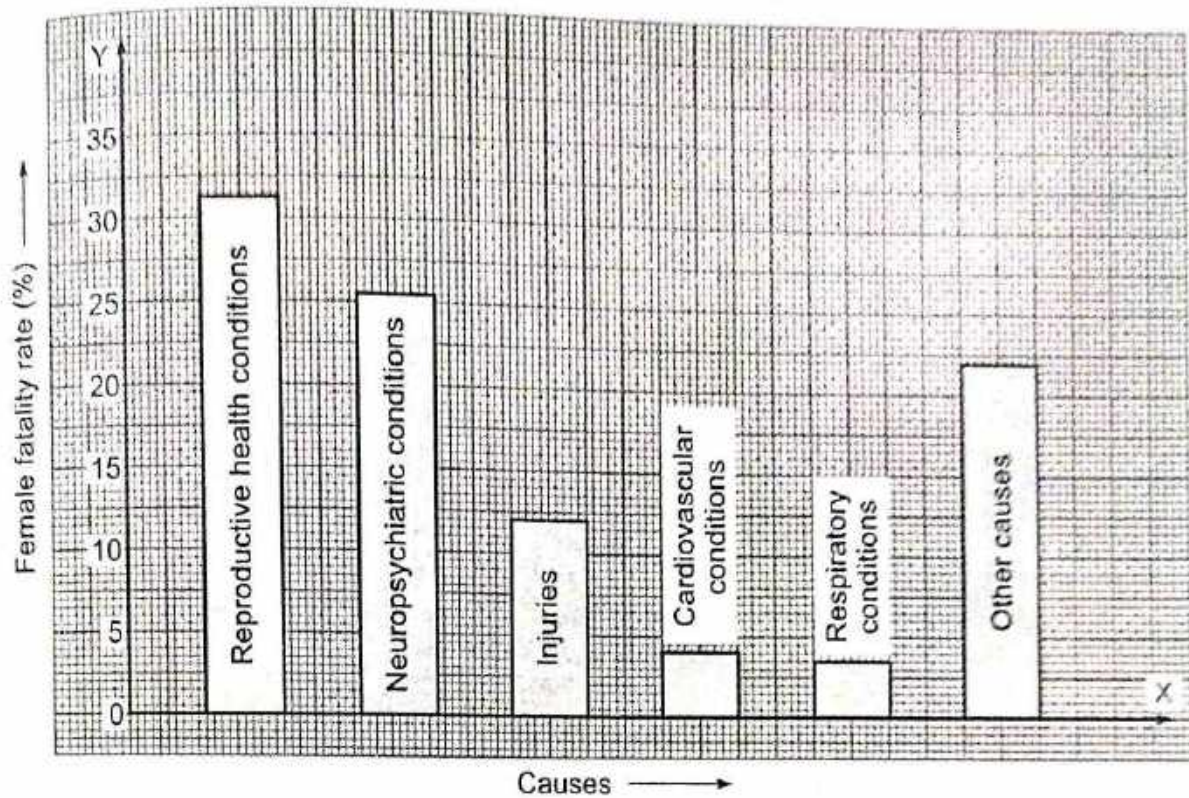 Y
35
30
25
20
15
10
5
0
Female fatality rate (%)
Reproductive health conditions
Neuropsychiatric conditions
Injuries
Cardiovascular
conditions
Respiratory
conditions
Other causes
X
Causes